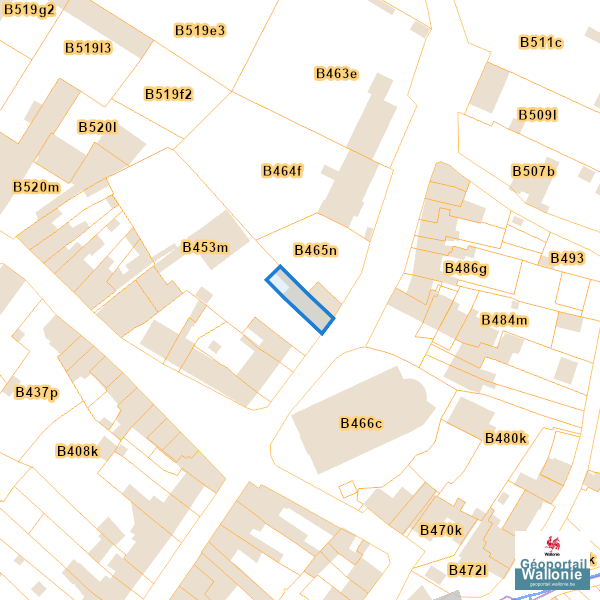 B519g2
B519e3
B519l3
B511c
B463e
B519f2
B509l
B520l
B464f
B507b
B520m
B453m
B465n
B493
B486g
B484m
B437p
B466c
B480k
B408k
B470k
Wallonie
B472l
k
Géoportail
Wallonie
geoportail.wallonie.be